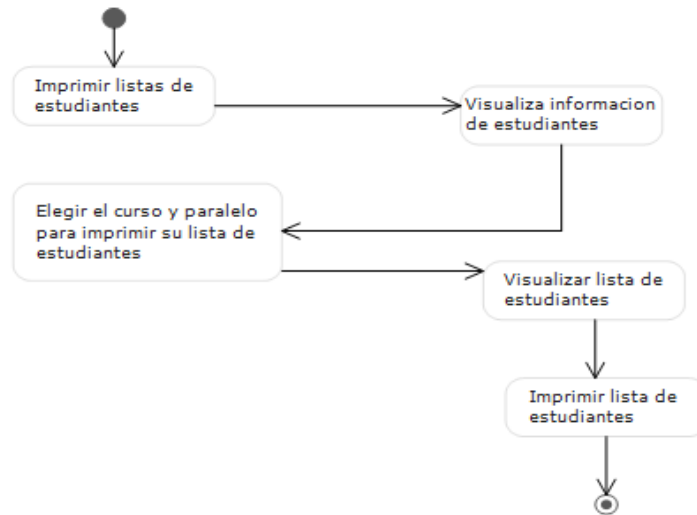 Imprimir listas de
estudiantes
Visualiza informacion
de estudiantes
Elegir el curso y paralelo
para imprimir su lista de
estudiantes
Visualizar lista de
estudiantes
Imprimir lista de
estudiantes